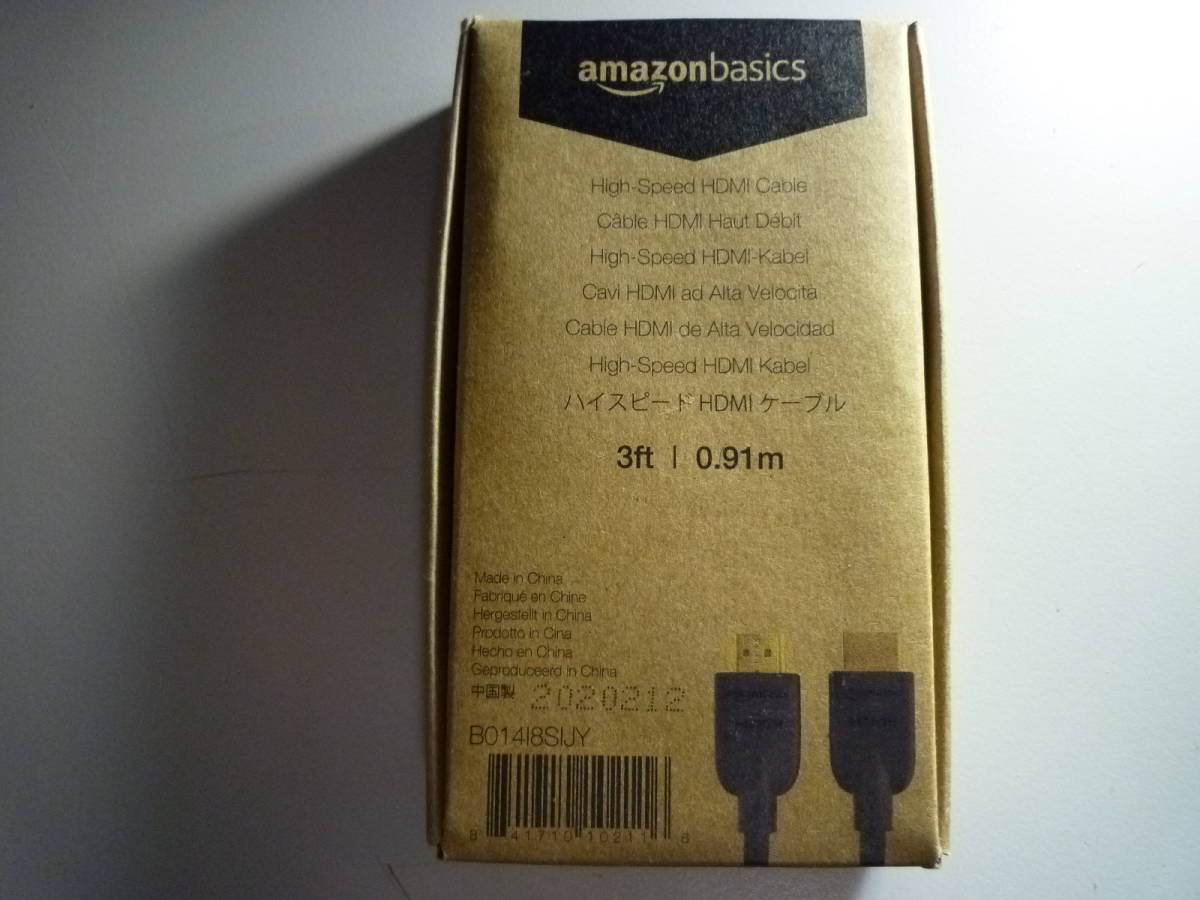 amazonbasics
High-Speed HDMI Cable
Câble HDMI Haut Débit
High-Speed HDMI-Kabel
Cavi HDMI ad Alta Velocità
Cable HDMI de Alta Velocidad
High-Speed HDMI Kabel
ハイスピード HDMI ケーブル
3ft | 0.91m
Made in China
Fabriqué en Chine
Hergestellt in China
Prodotto in Cina
Hecho en China
Geproduceerd in China
中国製 2020212
B014I8SIJY
8 41710 10211 8